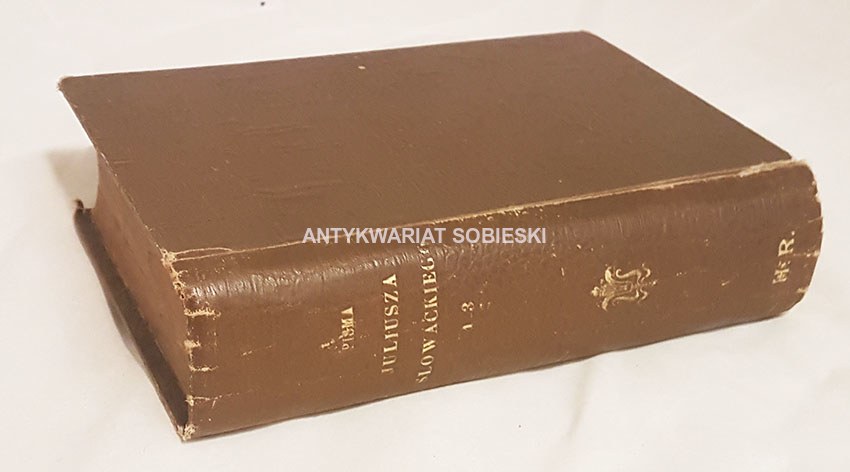 ANTYKWARIAT SOBIESKI
PISMA
JULIUSZA
SŁOWACKIEGO
1 3
R.